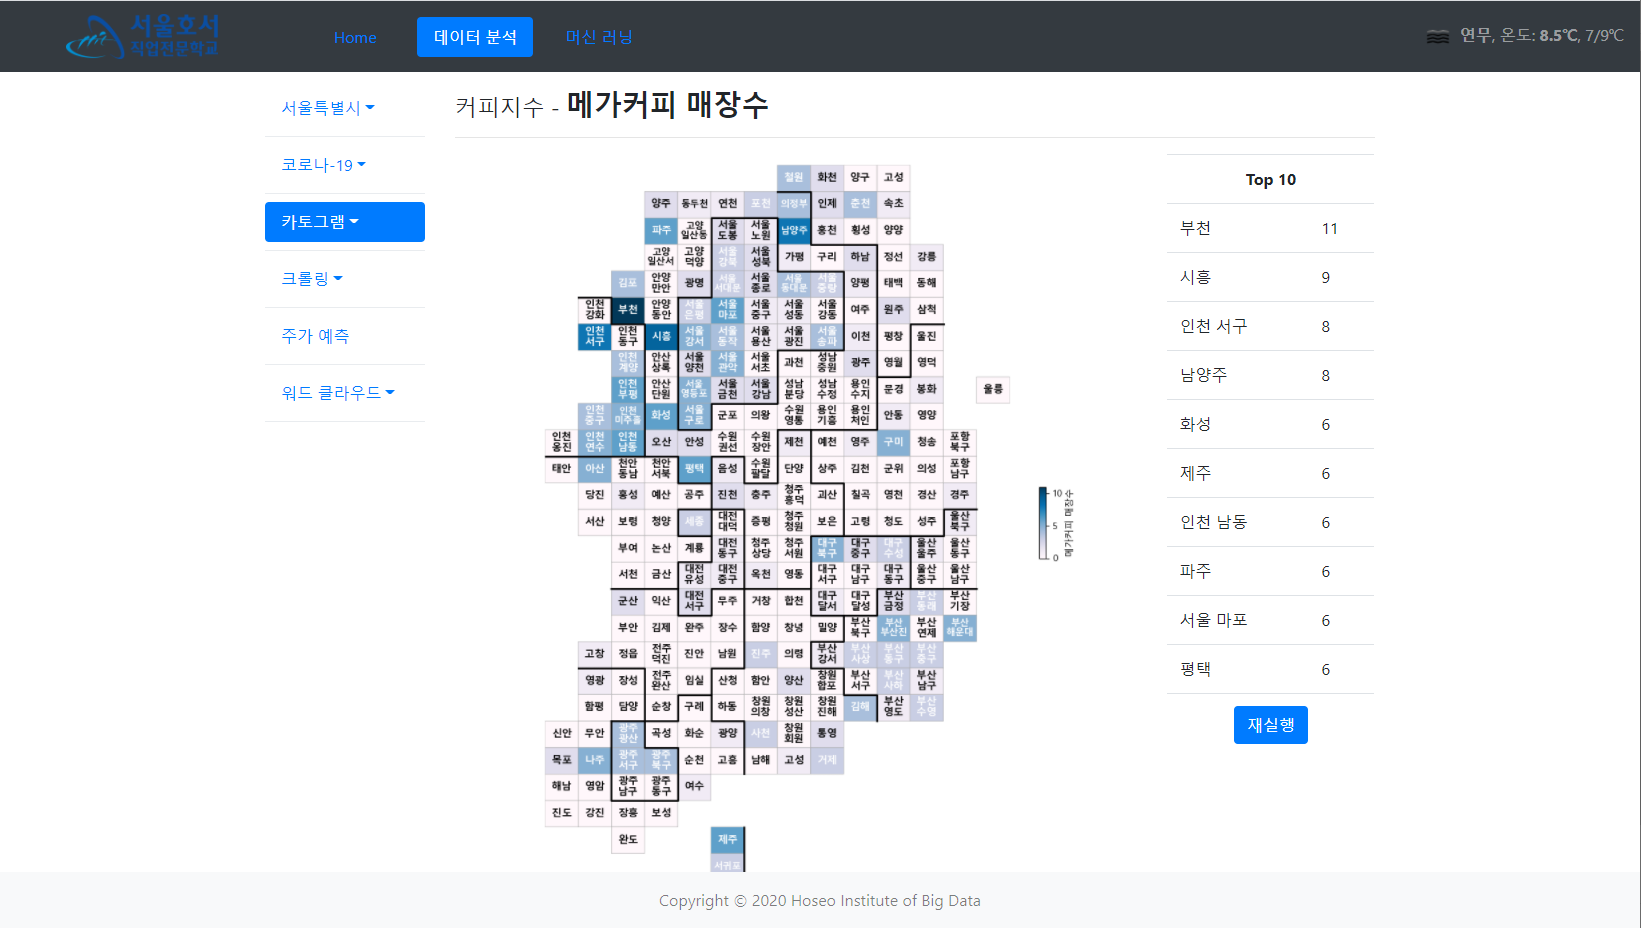 서울호서
직업전문학교
Home
데이터 분석
머신 러닝
연무, 온도: 8.5℃, 7/9℃
서울특별시
코로나-19
카토그램
크롤링
주가 예측
워드 클라우드
커피지수 - 메가커피 매장수
철원 화천 양구 고성
양주 동두천 연천 포천 의정부 인제 춘천 속초
파주 고양 일산동 서울 도봉 서울 노원 남양주 홍천 횡성 양양
고양 일산서 고양 덕양 서울 강북 서울 성북 가평 구리 하남 정선 강릉
김포 안양 만안 광명 서울 서대문 서울 종로 서울 동대문 서울 중랑 양평 태백 동해
인천 강화 부천 안양 동안 서울 은평 서울 마포 서울 중구 서울 성동 서울 강동 여주 원주 삼척
인천 서구 인천 동구 시흥 서울 강서 서울 동작 서울 용산 서울 광진 서울 송파 이천 평창 울진
인천 계양 안산 상록 서울 양천 서울 관악 서울 서초 과천 성남 중원 광주 영월 영덕
인천 부평 안산 단원 서울 영등포 서울 금천 서울 강남 성남 분당 성남 수정 용인 수지 문경 봉화 울릉
인천 중구 인천 미추홀 화성 서울 구로 군포 의왕 수원 영통 용인 기흥 용인 처인 안동 영양
인천 옹진 인천 연수 인천 남동 오산 안성 수원 권선 수원 장안 제천 예천 영주 구미 청송 포항 북구
태안 아산 천안 동남 천안 서북 평택 음성 수원 팔달 단양 상주 김천 군위 의성 포항 남구
당진 홍성 예산 공주 진천 충주 청주 흥덕 괴산 칠곡 영천 경산 경주
서산 보령 청양 세종 대전 대덕 증평 청주 청원 보은 고령 청도 성주 울산 북구
부여 논산 계룡 대전 동구 청주 상당 청주 서원 대구 북구 대구 중구 대구 수성 울산 울주 울산 동구
서천 금산 대전 유성 대전 중구 옥천 영동 대구 서구 대구 남구 대구 동구 울산 중구 울산 남구
군산 익산 대전 서구 무주 거창 합천 대구 달서 대구 달성 부산 금정 부산 동래 부산 기장
부안 김제 완주 장수 함양 창녕 밀양 부산 북구 부산 부산진 부산 연제 부산 해운대
고창 정읍 전주 덕진 진안 남원 진주 의령 부산 강서 부산 사상 부산 동구 부산 중구
영광 장성 전주 완산 임실 산청 함안 양산 창원 합포 부산 서구 부산 사하 부산 남구
함평 담양 순창 구례 하동 창원 의창 창원 성산 창원 진해 김해 부산 영도 부산 수영
신안 무안 광주 광산 곡성 화순 광양 사천 창원 회원 통영
목포 나주 광주 서구 광주 북구 순천 고흥 남해 고성 거제
해남 영암 광주 남구 광주 동구 여수
진도 강진 장흥 보성
완도 제주
서귀포
10
5
0
메가커피 매장수
Top 10
부천 11
시흥 9
인천 서구 8
남양주 8
화성 6
제주 6
인천 남동 6
파주 6
서울 마포 6
평택 6
재실행
Copyright © 2020 Hoseo Institute of Big Data